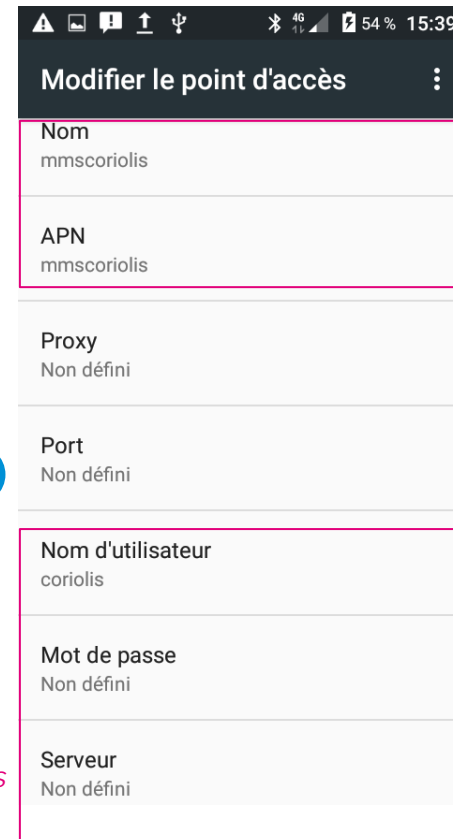 4G
54 % 15:39
Modifier le point d'accès
Nom
mmscoriolis
APN
mmscoriolis
Proxy
Non défini
Port
Non défini
Nom d'utilisateur
coriolis
Mot de passe
Non défini
Serveur
s
Non défini